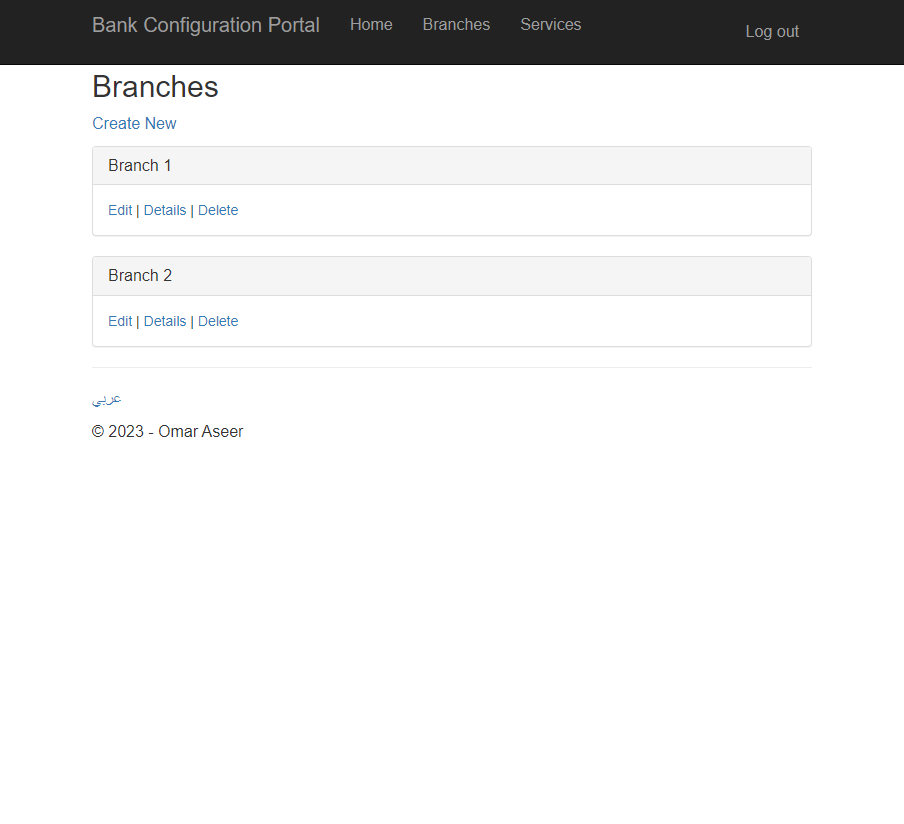 Bank Configuration Portal Home Branches Services Log out
Branches
Create New
Branch 1
Edit | Details | Delete
Branch 2
Edit | Details | Delete
عربي
© 2023 - Omar Aseer